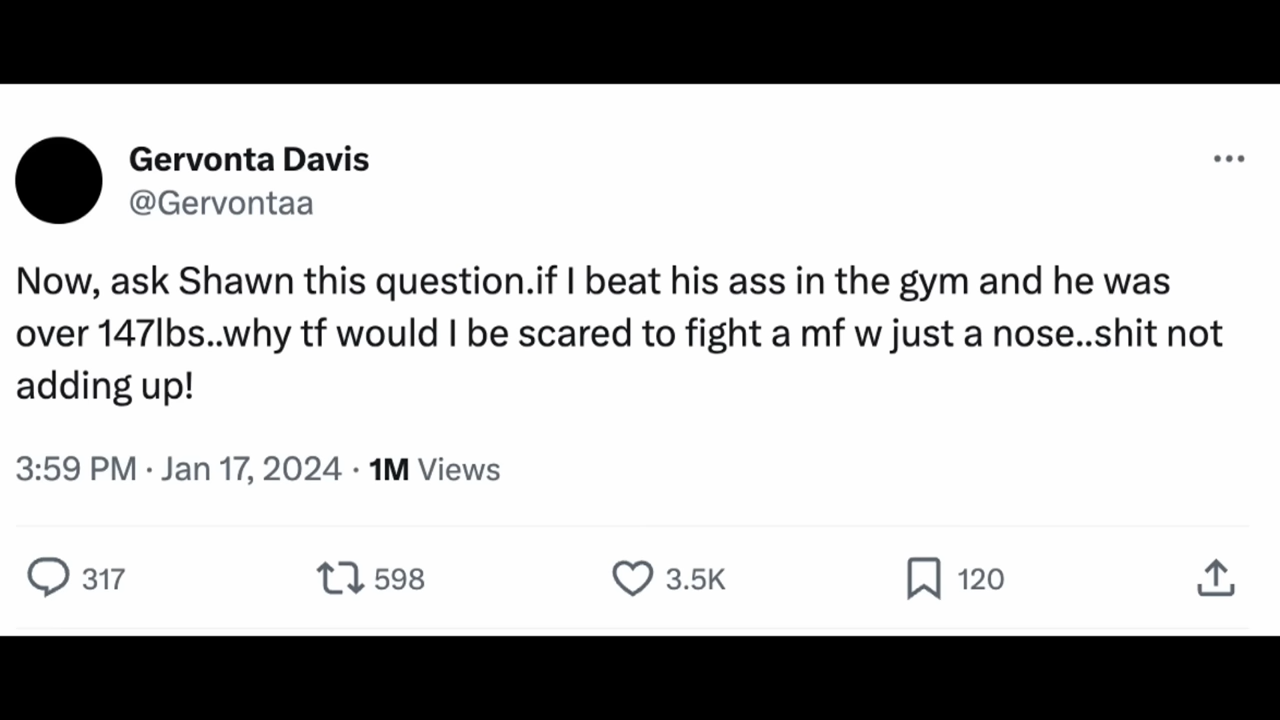 Gervonta Davis
@Gervontaa
Now, ask Shawn this question.if I beat his ass in the gym and he was
over 147lbs..why tf would I be scared to fight a mf w just a nose..shit not
adding up!
3:59 PM · Jan 17, 2024 · 1M Views
317 598 3.5K 120